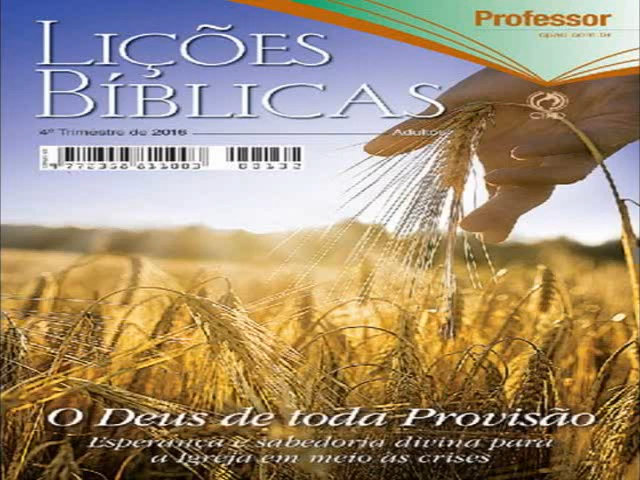 Professor
LIÇÕES
BÍBLICAS
4º Trimestre de 2016
Adultos
O Deus de toda Provisão
Esperança e sabedoria divina para
a Igreja em meio às crises